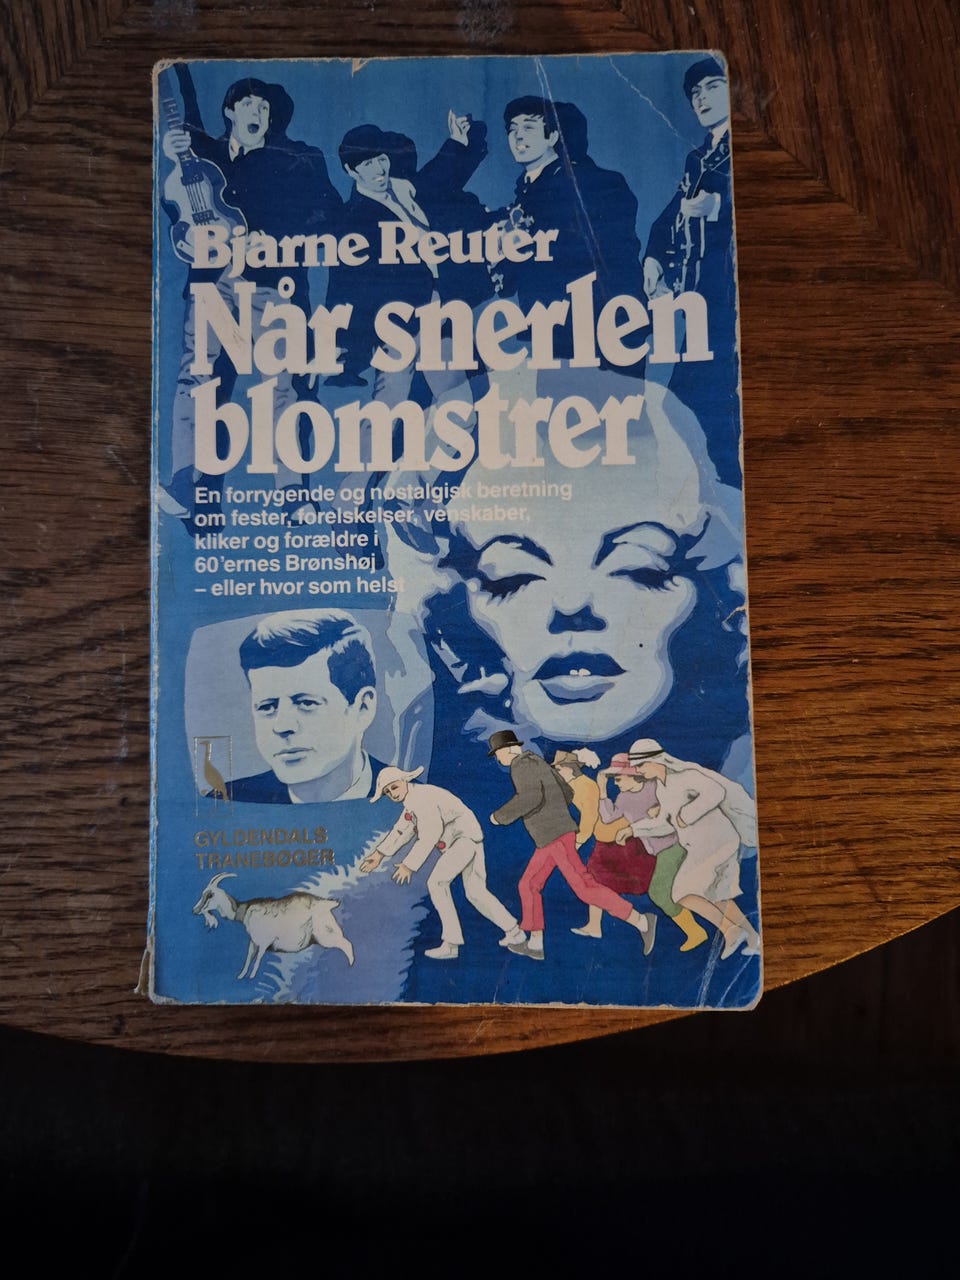 Bjarne Reuter
Når snerlen
blomstrer
En forrygende og nostalgisk beretning
om fester, forelskelser, venskaber,
kliker og forældre i
60'ernes Brønshøj
– eller hvor som helst
GYLDENDALS
TRANEBØGER